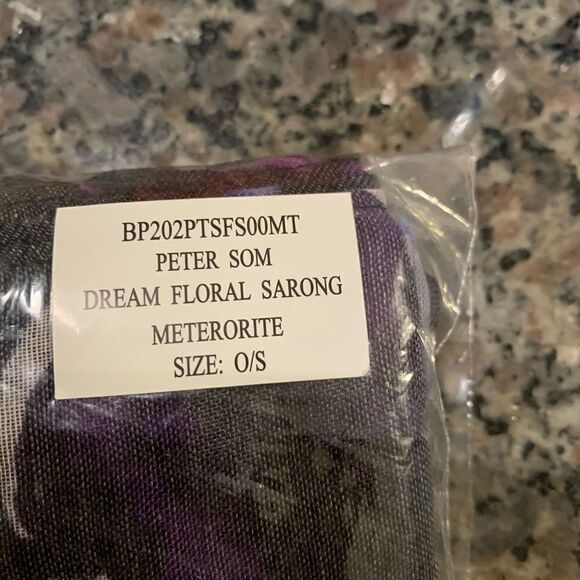 BP202PTSFS00MT
PETER SOM
DREAM FLORAL SARONG
METERORITE
SIZE: O/S